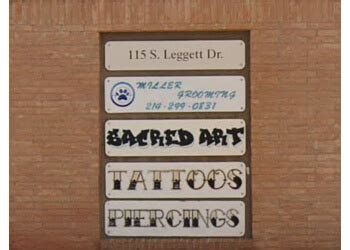 115 S. Leggett Dr.
MILLER
GROOMING
214-299-0831
SACRED ART
TATTOOS
PIERCINGS